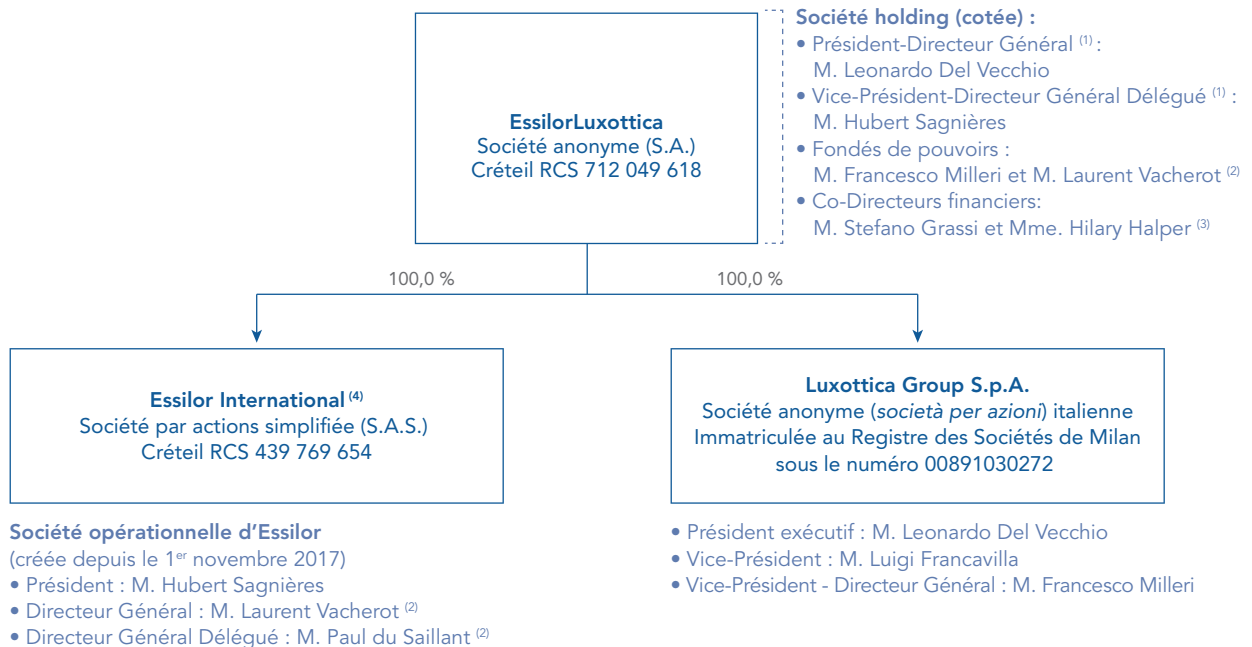 EssilorLuxottica
Société anonyme (S.A.)
Créteil RCS 712 049 618
Société holding (cotée) :
• Président-Directeur Général (1) :
M. Leonardo Del Vecchio
• Vice-Président-Directeur Général Délégué (1) :
M. Hubert Sagnières
• Fondés de pouvoirs :
M. Francesco Milleri et M. Laurent Vacherot (2)
• Co-Directeurs financiers:
M. Stefano Grassi et Mme. Hilary Halper (3)
100,0 %
100,0 %
Essilor International (4)
Société par actions simplifiée (S.A.S.)
Créteil RCS 439 769 654
Société opérationnelle d’Essilor
(créée depuis le 1er novembre 2017)
• Président : M. Hubert Sagnières
• Directeur Général : M. Laurent Vacherot (2)
• Directeur Général Délégué : M. Paul du Saillant (2)
Luxottica Group S.p.A.
Société anonyme (società per azioni) italienne
Immatriculée au Registre des Sociétés de Milan
sous le numéro 00891030272
• Président exécutif : M. Leonardo Del Vecchio
• Vice-Président : M. Luigi Francavilla
• Vice-Président - Directeur Général : M. Francesco Milleri